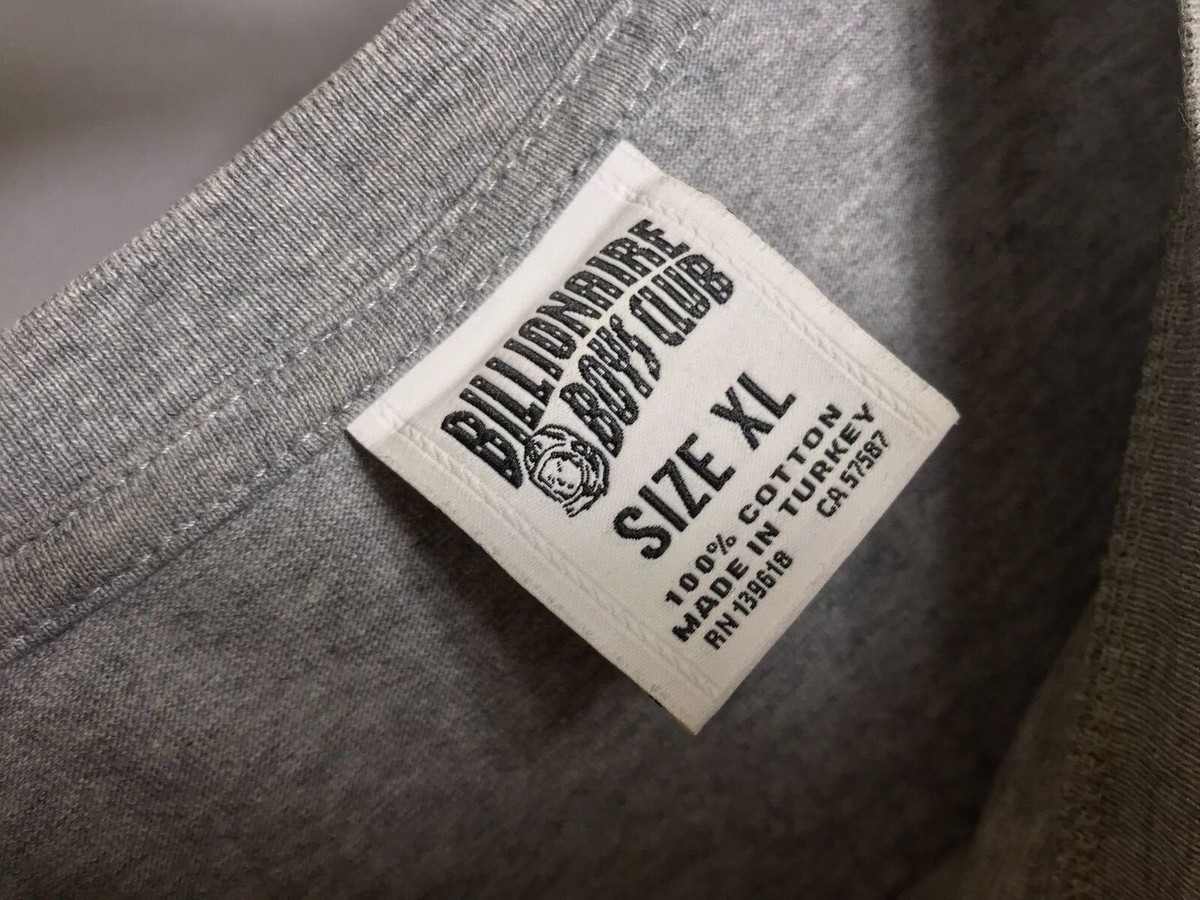 BILLIONAIRE
BOYS CLUB
SIZE XL
100% COTTON
MADE IN TURKEY
RN 139618 CA 57587